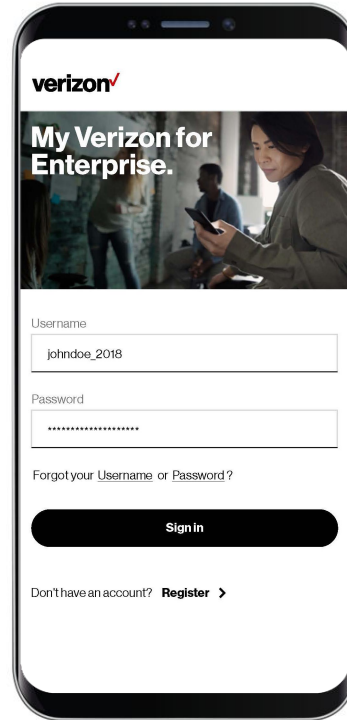 verizon✓
My Verizon for
Enterprise.
Username
johndoe_2018
Password
********************
Forgot your Username or Password?
Sign in
Don't have an account? Register >